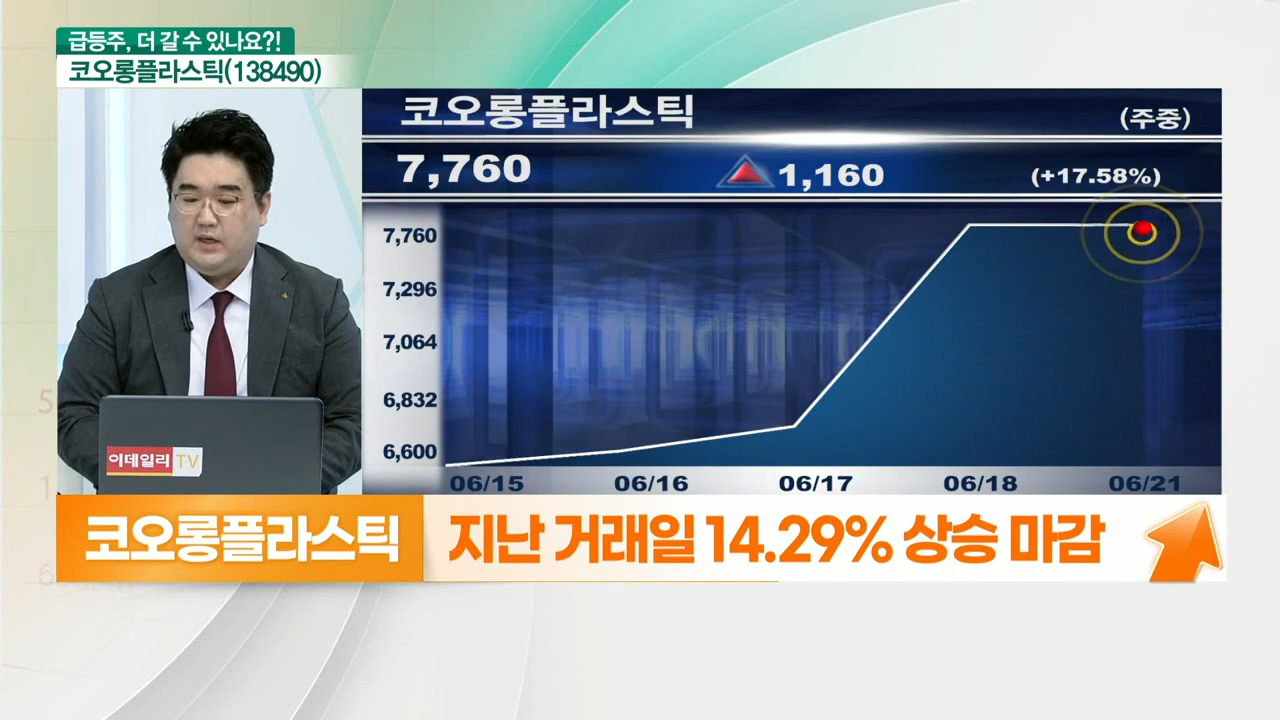 급등주, 더 갈 수 있나요?!
코오롱플라스틱(138490)
코오롱플라스틱
(주중)
7,760
1,160
(+17.58%)
7,760
7,296
7,064
6,832
6,600
06/15
06/16
06/17
06/18
06/21
이데일리 TV
코오롱플라스틱
지난 거래일 14.29% 상승 마감